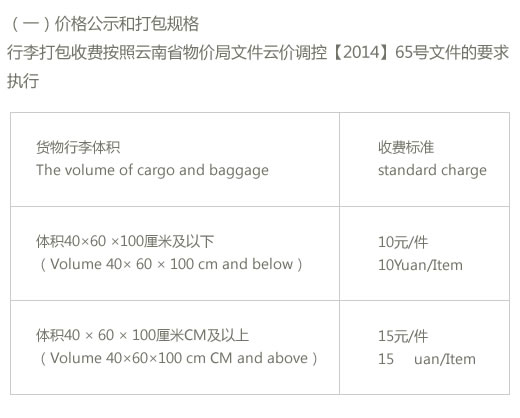 （一）价格公示和打包规格
行李打包收费按照云南省物价局文件云价调控【2014】65号文件的要求
执行
货物行李体积
The volume of cargo and baggage
收费标准
standard charge
体积40×60 ×100厘米及以下
（Volume 40× 60 × 100 cm and below）
10元/件
10Yuan/Item
体积40 × 60 × 100厘米CM及以上
（Volume 40×60×100 cm CM and above）
15元/件
15 uan/Item